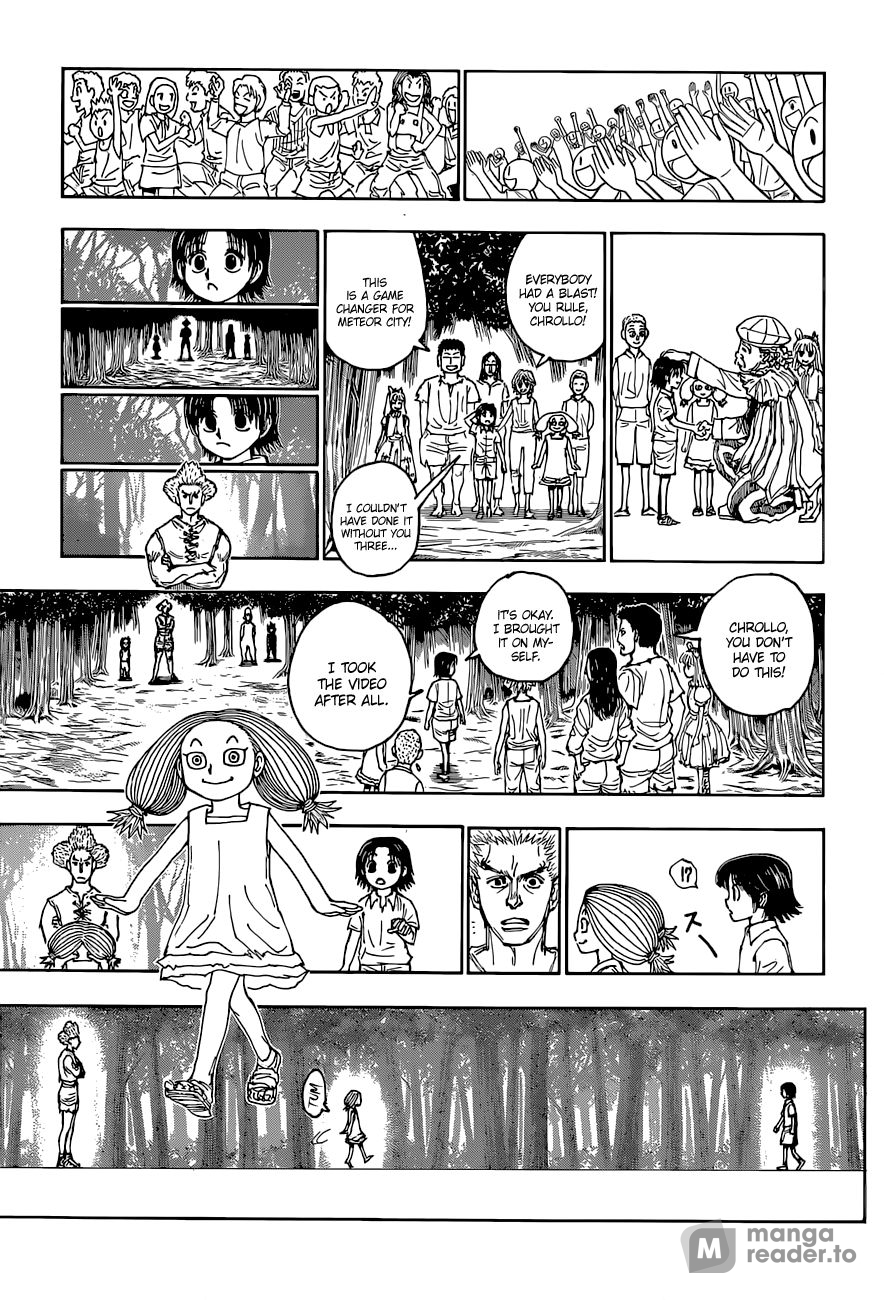 EVERYBODY
HAD A BLAST!
YOU RULE,
CHROLLO!
THIS
IS A GAME
CHANGER FOR
METEOR CITY!
I COULDN'T
HAVE DONE IT
WITHOUT YOU
THREE...
CHROLLO,
YOU DON'T
HAVE TO
DO THIS!
IT'S OKAY.
I BROUGHT
IT ON MY-
SELF.
I TOOK
THE VIDEO
AFTER ALL.
!?
スー
TUM
M manga
reader.to